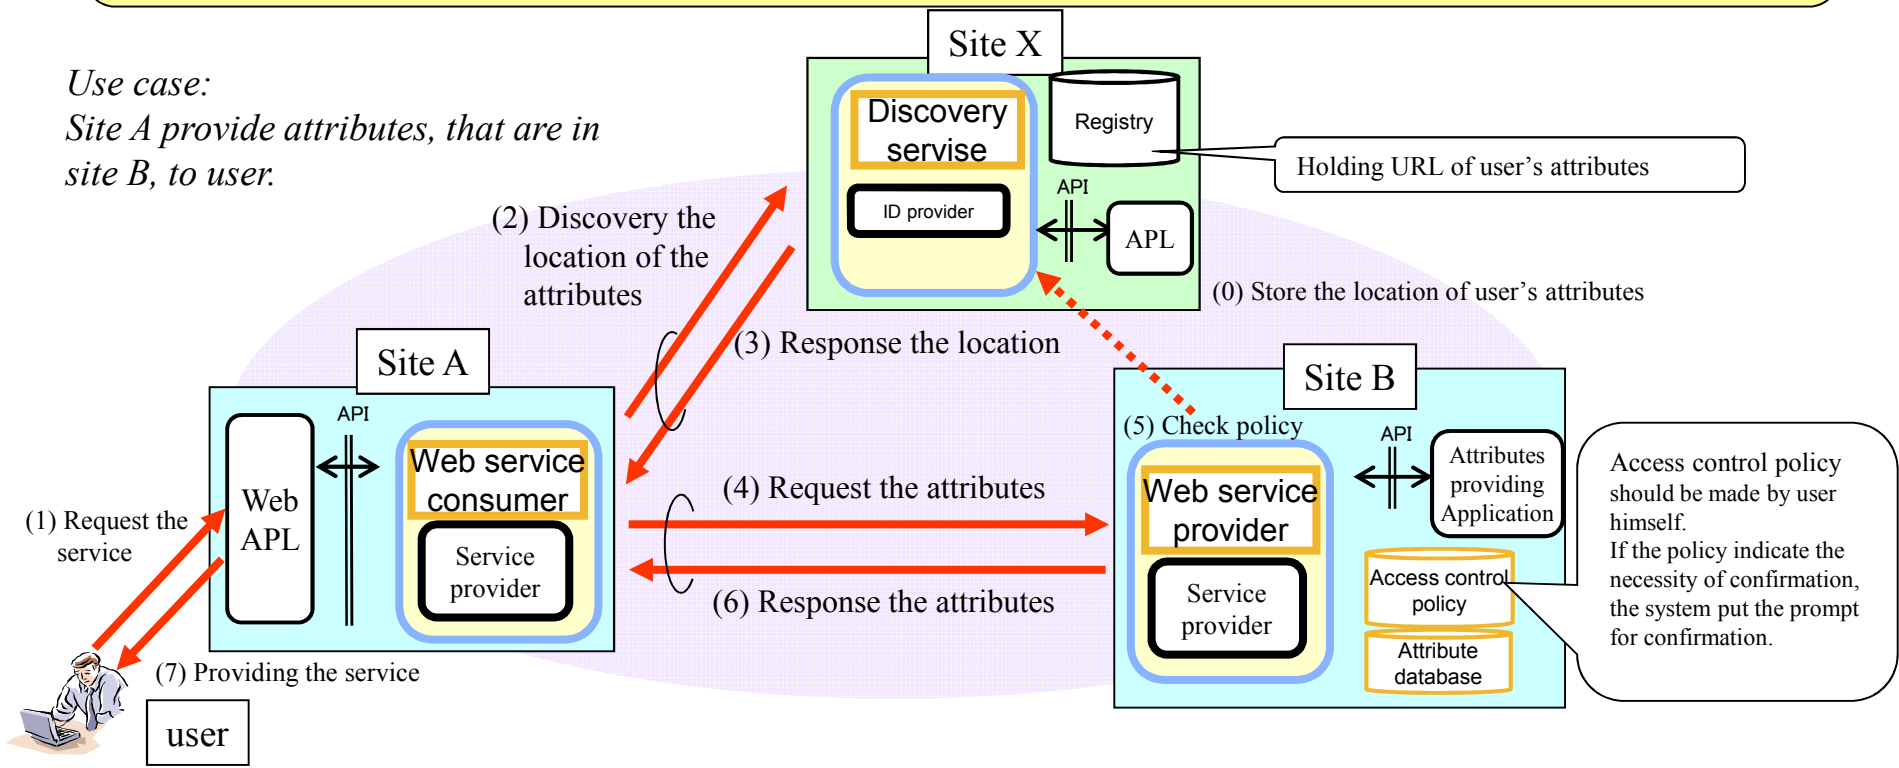 Use case:
Site A provide attributes, that are in
site B, to user.
Site X
Discovery
servise
ID provider
Registry
API
APL
Holding URL of user's attributes
(0) Store the location of user's attributes
(2) Discovery the
location of the
attributes
(3) Response the location
Site A
API
Web
APL
Web service
consumer
Service
provider
(1) Request the
service
(7) Providing the service
user
(4) Request the attributes
(6) Response the attributes
Site B
(5) Check policy
API
Web service
provider
Service
provider
Attributes
providing
Application
Access control
policy
Attribute
database
Access control policy
should be made by user
himself.
If the policy indicate the
necessity of confirmation,
the system put the prompt
for confirmation.